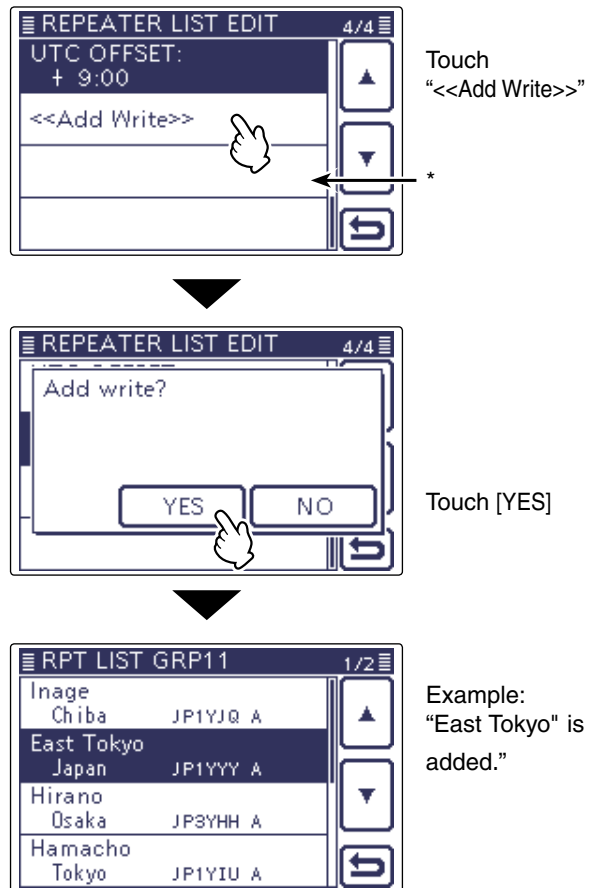 REPEATER LIST EDIT 4/4
UTC OFFSET:
+ 9:00
<<Add Write>>
Touch
“<<Add Write>>”
*
REPEATER LIST EDIT 4/4
Add write?
YES NO
Touch [YES]
RPT LIST GRP11 1/2
Inage
Chiba JP1YJQ A
East Tokyo
Japan JP1YYY A
Hirano
Osaka JP3YHH A
Hamacho
Tokyo JP1YIU A
Example:
“East Tokyo" is
added.”